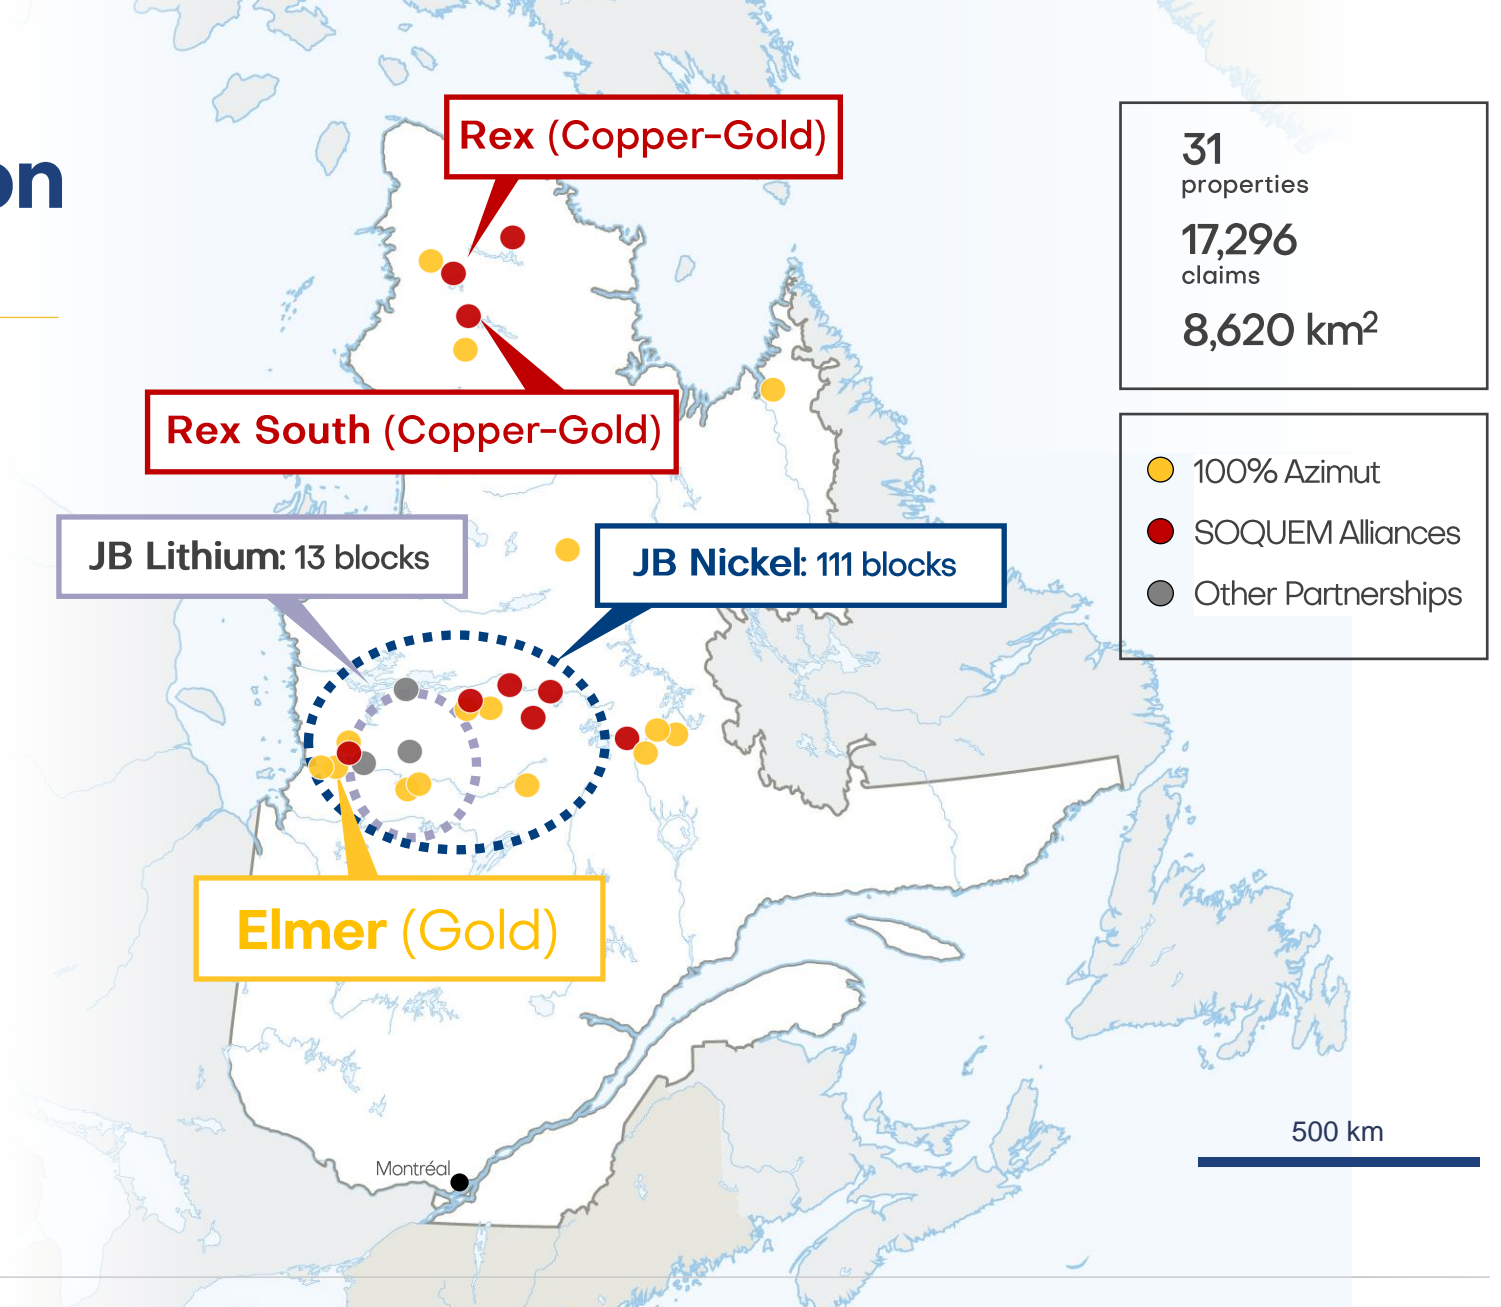 on
Rex (Copper-Gold)
31
properties
17,296
claims
8,620 km²
Rex South (Copper-Gold)
100% Azimut
SOQUEM Alliances
Other Partnerships
JB Lithium: 13 blocks
JB Nickel: 111 blocks
Elmer (Gold)
500 km
Montréal